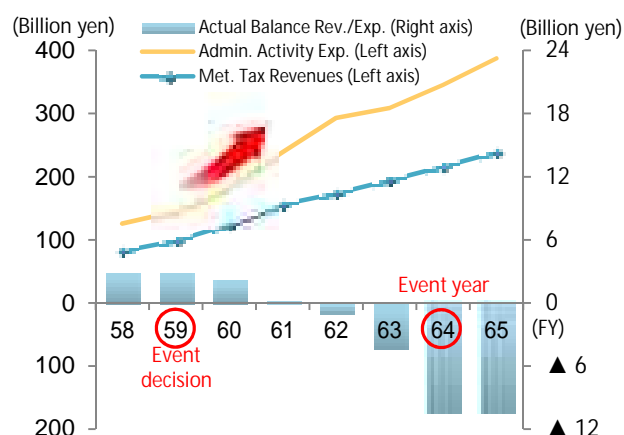 (Billion yen)
(Billion yen)
Actual Balance Rev./Exp. (Right axis)
Admin. Activity Exp. (Left axis)
Met. Tax Revenues (Left axis)
400
24
300
18
200
12
100
6
Event year
0
0
58 59 60 61 62 63 64 65 (FY)
Event
decision
100
▲ 6
200
▲ 12